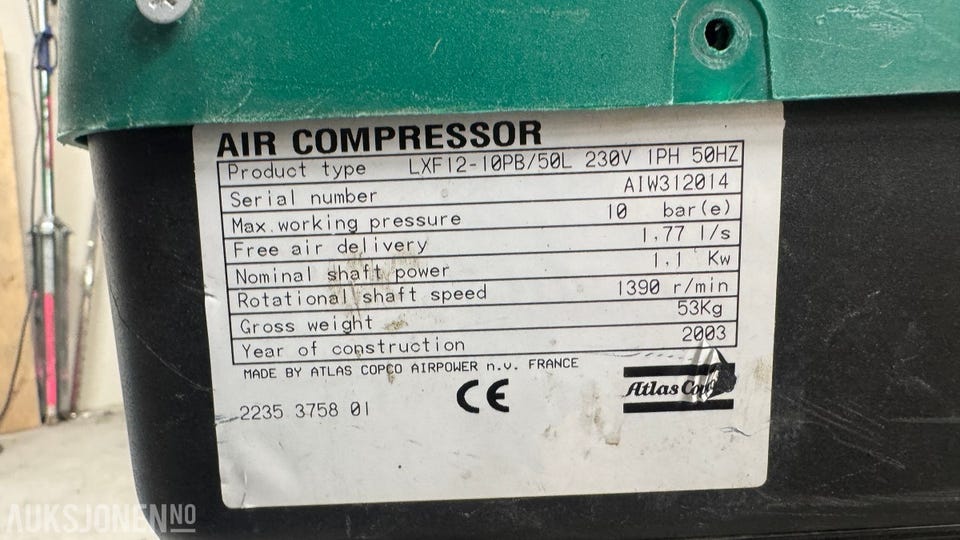 AIR COMPRESSOR
Product type LXF12-10PB/50L 230V 1PH 50HZ
Serial number AIW312014
Max.working pressure 10 bar(e)
Free air delivery 1,77 l/s
Nominal shaft power 1,1 Kw
Rotational shaft speed 1390 r/min
Gross weight 53Kg
Year of construction 2003
MADE BY ATLAS COPCO AIRPOWER n.v. FRANCE
CE
Atlas
2235 3758 01
AUKSJONEN.NO